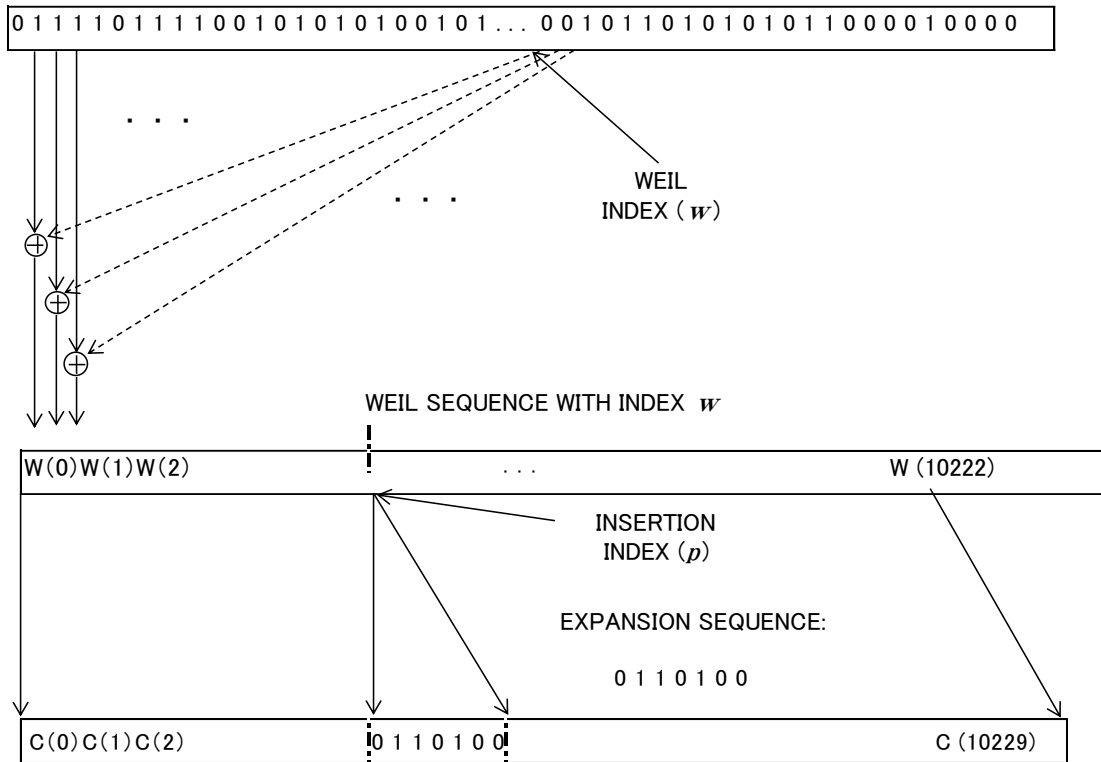 0 1 1 1 1 0 1 1 1 1 0 0 1 0 1 0 1 0 1 0 0 1 0 1 ... 0 0 1 0 1 1 0 1 0 1 0 1 0 1 1 0 0 0 0 1 0 0 0 0
. . .
WEIL
INDEX ( w )
. . .
WEIL SEQUENCE WITH INDEX w
W(0)W(1)W(2) ... W (10222)
INSERTION
INDEX (p)
EXPANSION SEQUENCE:
0 1 1 0 1 0 0
C(0)C(1)C(2) 0 1 1 0 1 0 0 C (10229)